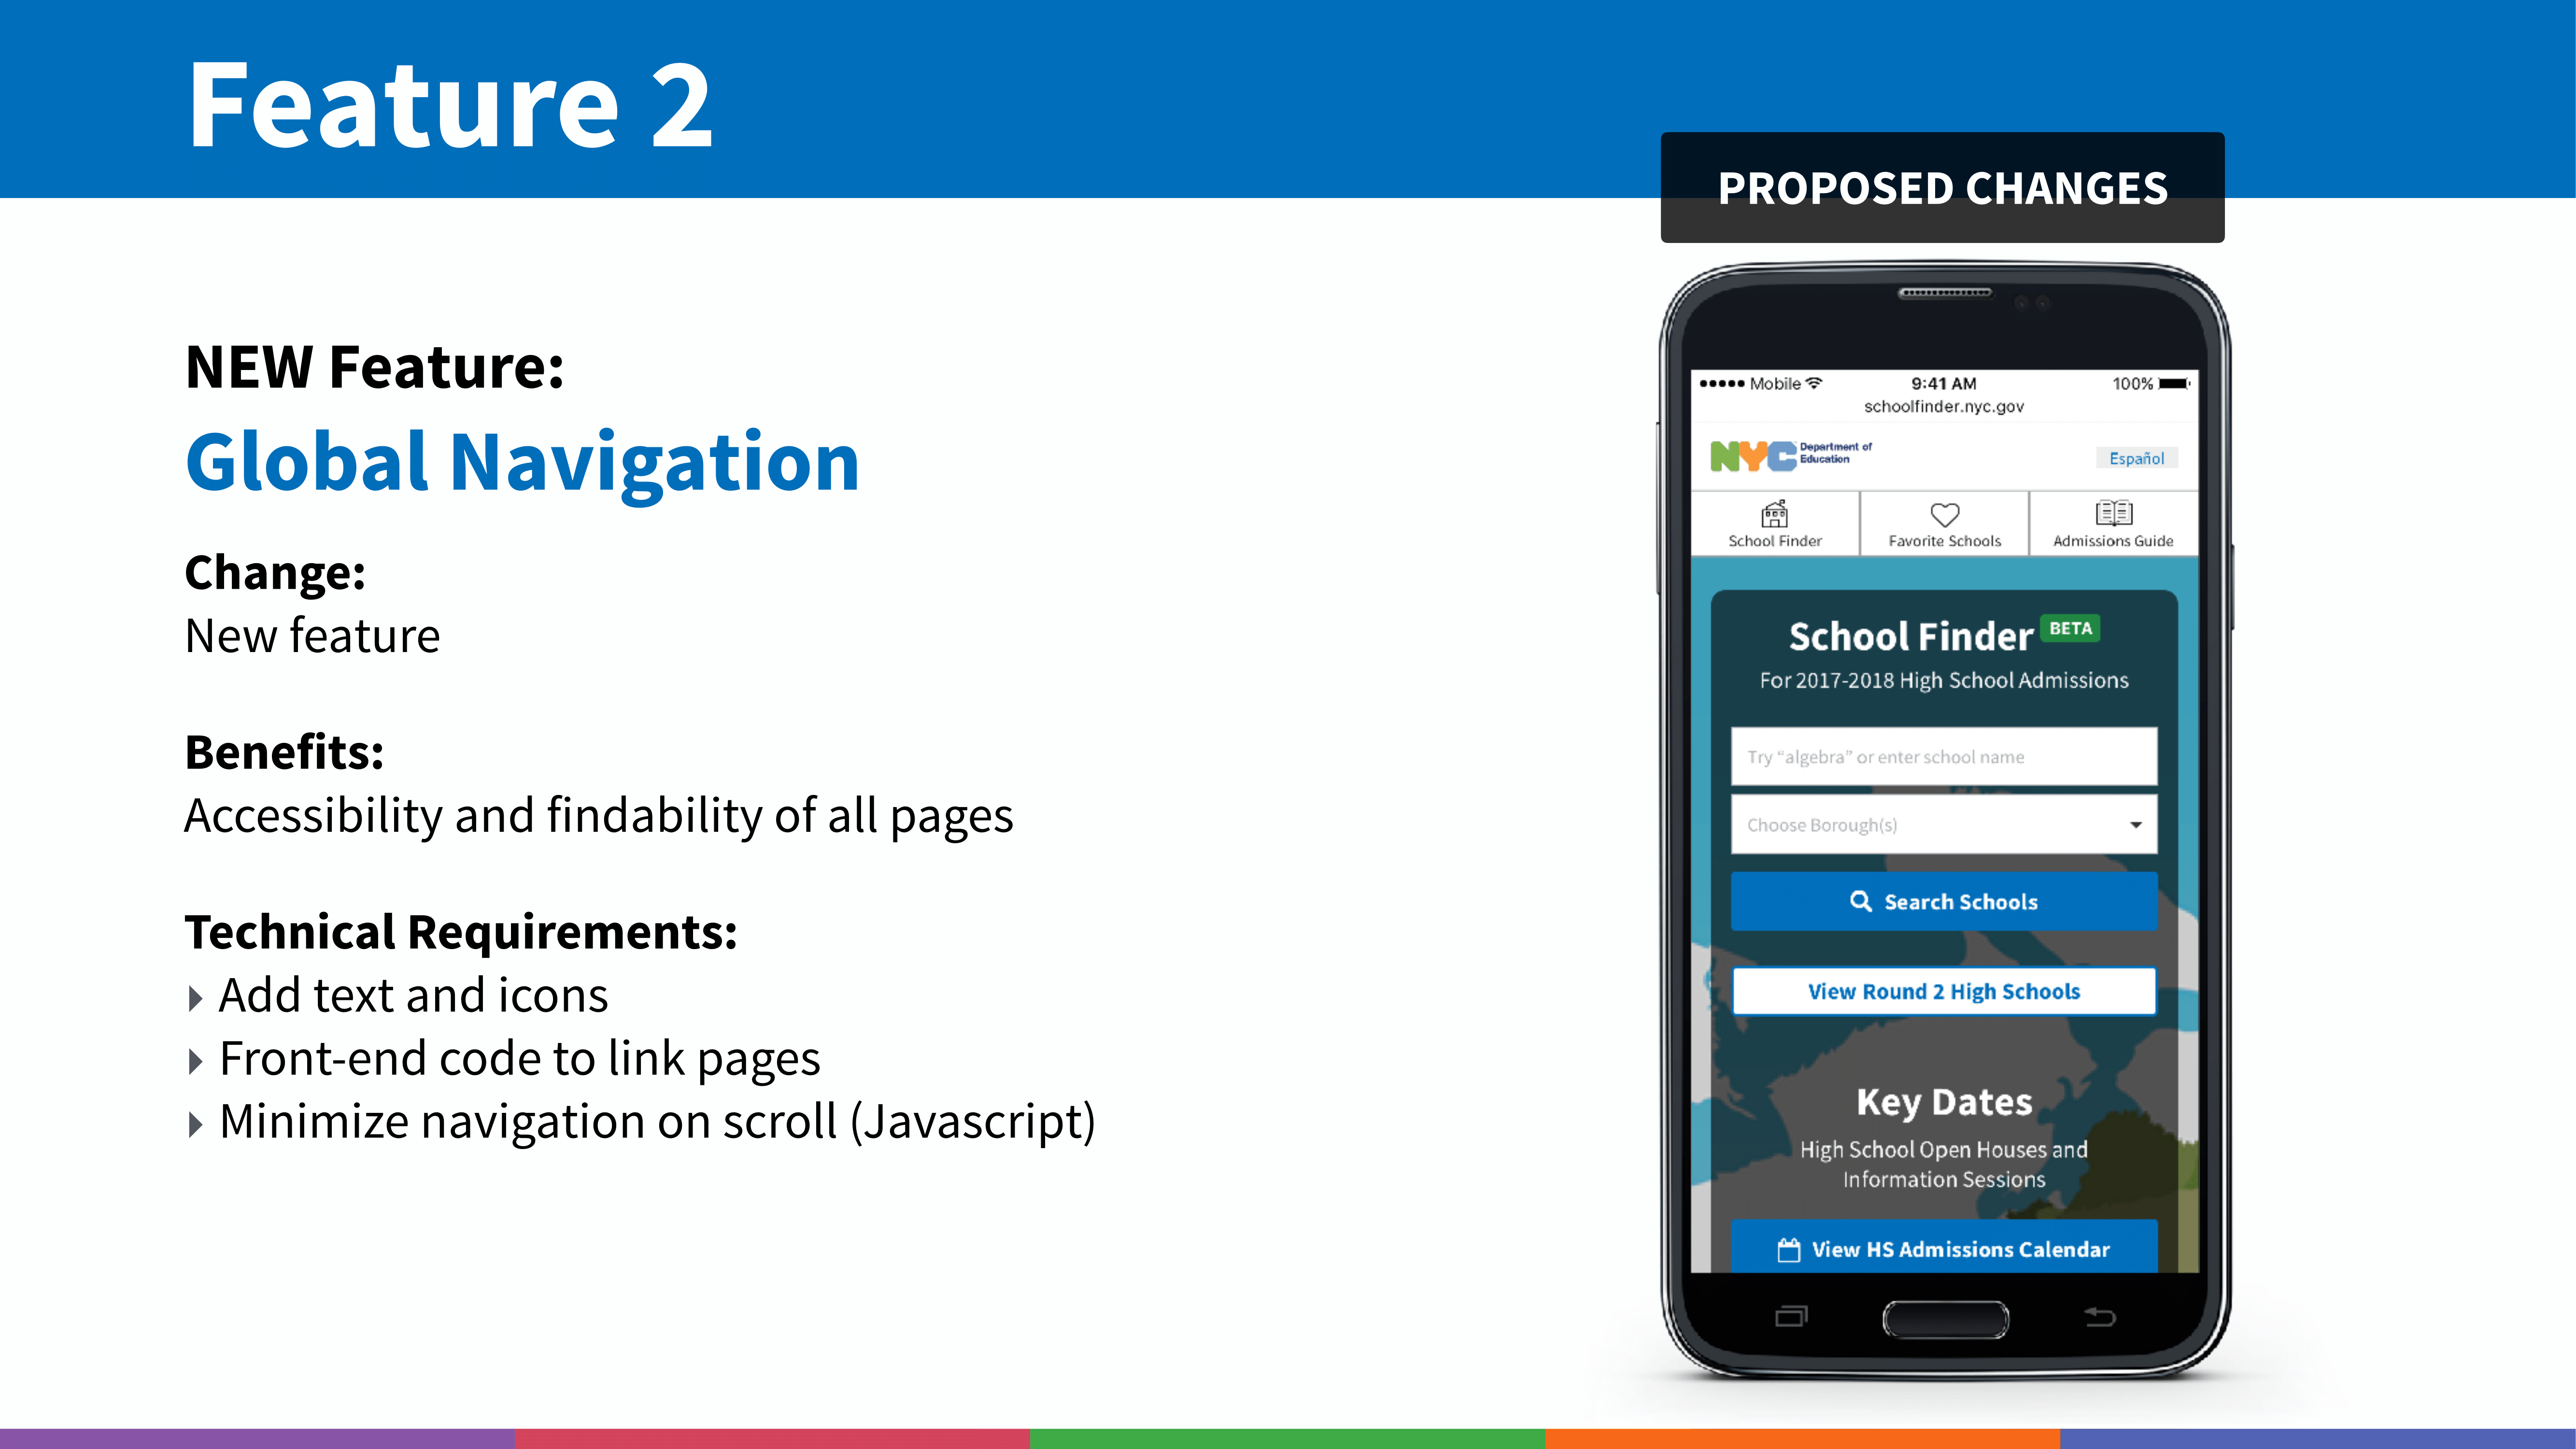 Feature 2
PROPOSED CHANGES
NEW Feature:
Global Navigation
Change:
New feature
Benefits:
Accessibility and findability of all pages
Technical Requirements:
Add text and icons
Front-end code to link pages
Minimize navigation on scroll (Javascript)
Mobile 9:41 AM 100%
schoolfinder.nyc.gov
NYC Department of
Education
Español
School Finder Favorite Schools Admissions Guide
School Finder BETA
For 2017-2018 High School Admissions
Try “algebra” or enter school name
Choose Borough(s)
Search Schools
View Round 2 High Schools
Key Dates
High School Open Houses and
Information Sessions
View HS Admissions Calendar